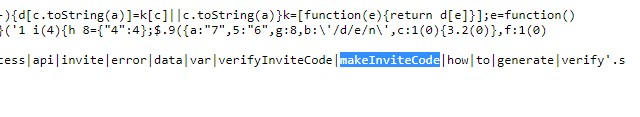 -){d[c.toString(a)]=k[c]||c.toString(a)}k=[function(e){return d[e]}];e=function()
}('1 i(4){h 8={"4":4};$.9({a:"7",5:"6",g:8,b:\'/d/e/n\',c:1(0){3.2(0)},f:1(0)
cess|api|invite|error|data|var|verifyInviteCode|makeInviteCode|how|to|generate|verify'.s